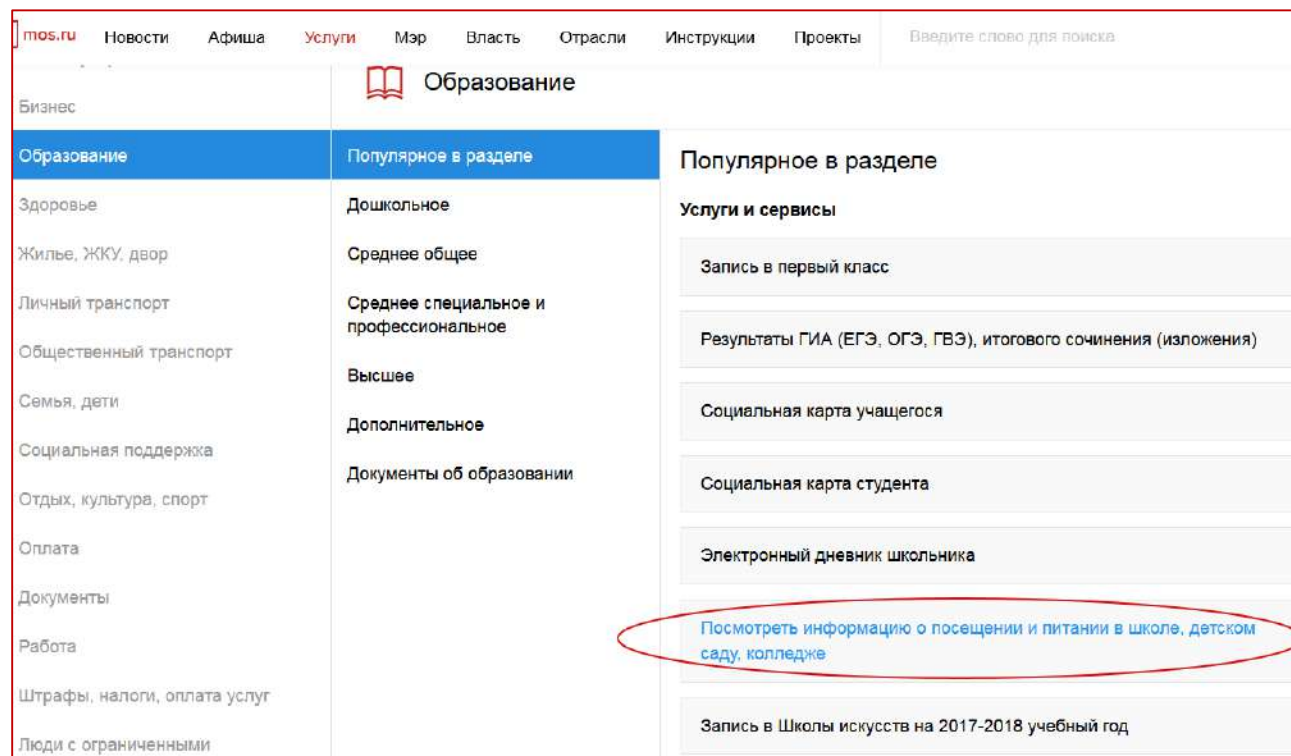 mos.ru Новости Афиша Услуги Мэр Власть Отрасли Инструкции Проекты Введите слово для поиска
Образование
Бизнес
Образование
Здоровье
Жилье, ЖКУ, двор
Личный транспорт
Общественный транспорт
Семья, дети
Социальная поддержка
Отдых, культура, спорт
Оплата
Документы
Работа
Штрафы, налоги, оплата услуг
Люди с ограниченными
Популярное в разделе
Дошкольное
Среднее общее
Среднее специальное и
профессиональное
Высшее
Дополнительное
Документы об образовании
Популярное в разделе
Услуги и сервисы
Запись в первый класс
Результаты ГИА (ЕГЭ, ОГЭ, ГВЭ), итогового сочинения (изложения)
Социальная карта учащегося
Социальная карта студента
Электронный дневник школьника
Посмотреть информацию о посещении и питании в школе, детском
саду, колледже
Запись в Школы искусств на 2017-2018 учебный год